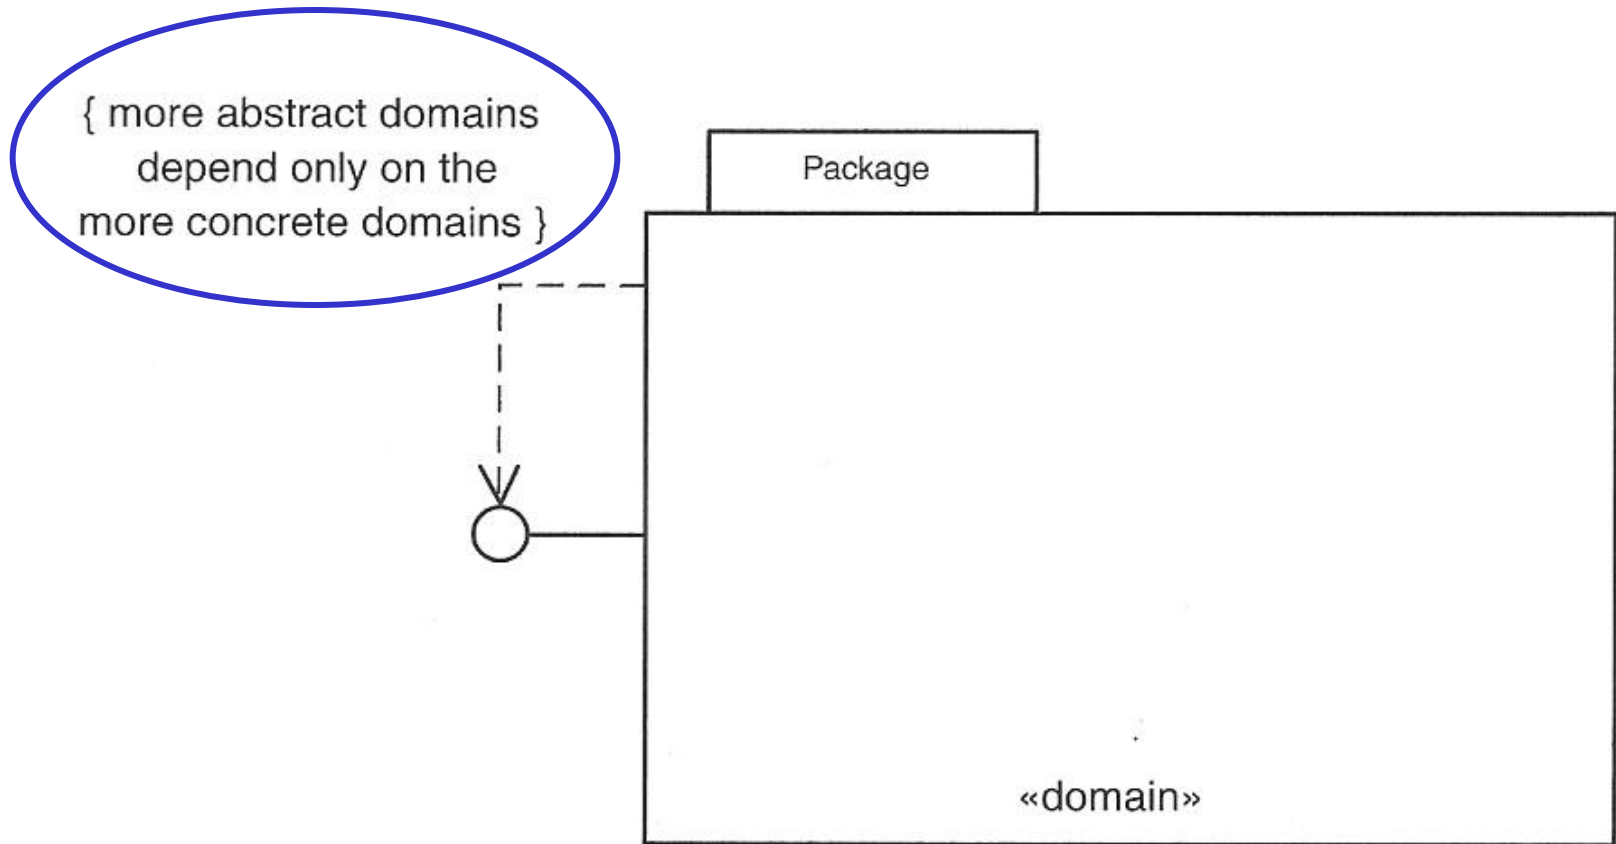 { more abstract domains
depend only on the
more concrete domains }
Package
«domain»